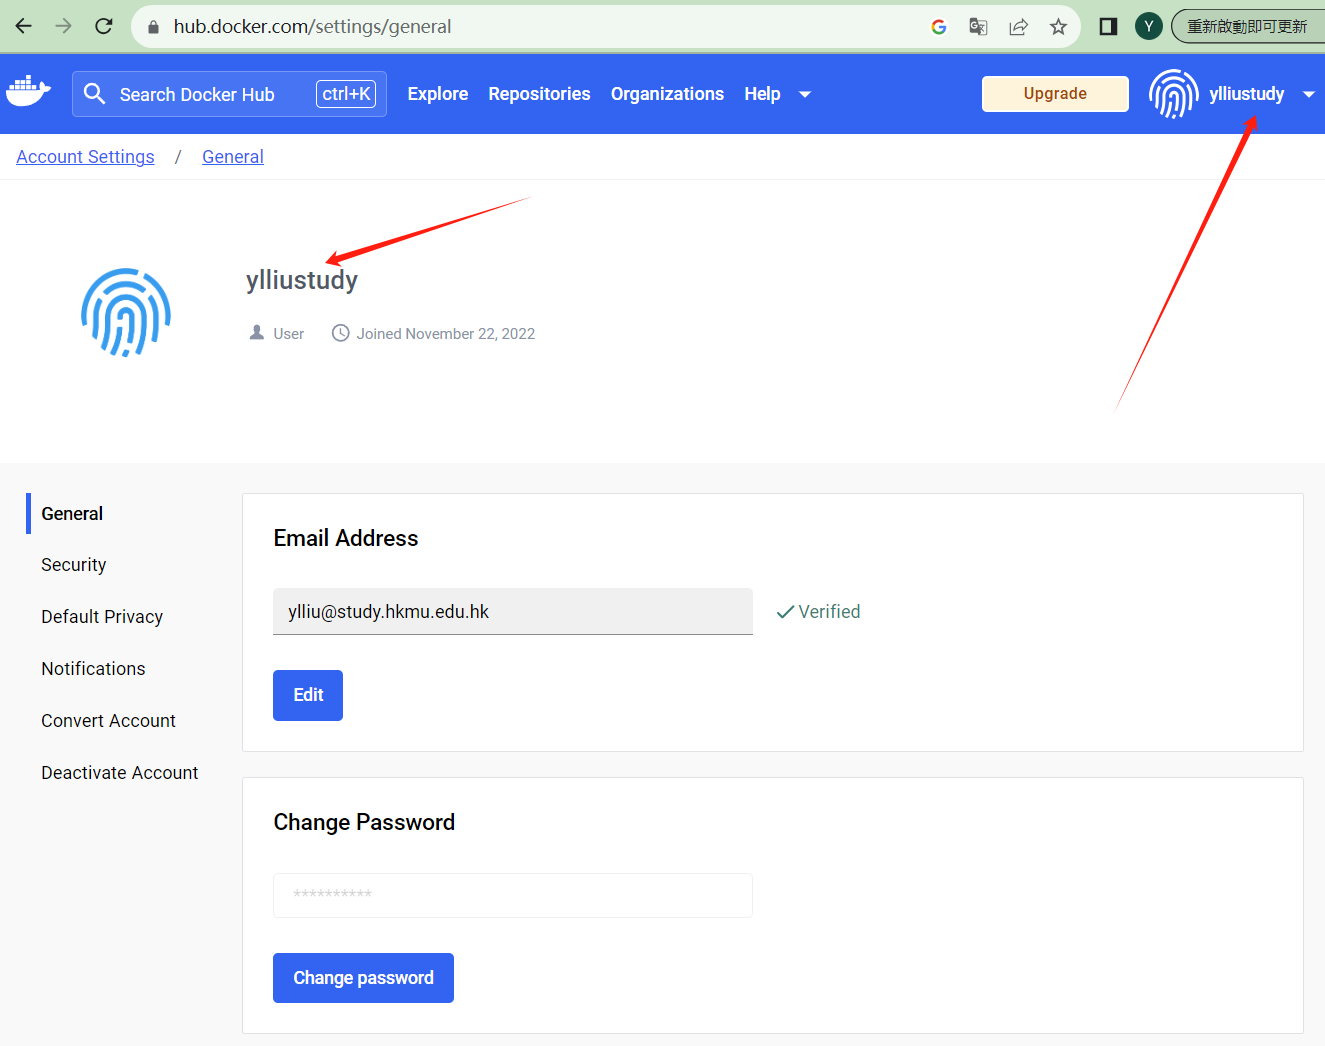 hub.docker.com/settings/general
Y
重新啟動即可更新
Search Docker Hub
ctrl+K
Explore
Repositories
Organizations
Help
Upgrade
ylliustudy
Account Settings / General
ylliustudy
User
Joined November 22, 2022
General
Security
Default Privacy
Notifications
Convert Account
Deactivate Account
Email Address
ylliu@study.hkmu.edu.hk
Verified
Edit
Change Password
**********
Change password